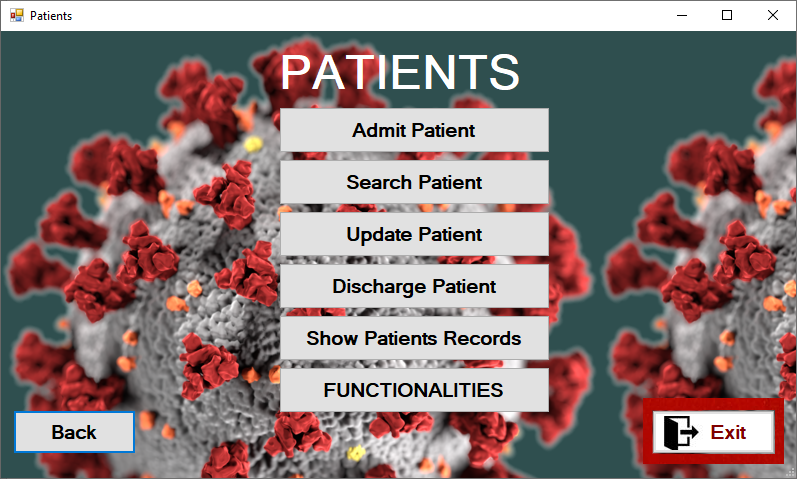 Patients
PATIENTS
Admit Patient
Search Patient
Update Patient
Discharge Patient
Show Patients Records
FUNCTIONALITIES
Back
Exit